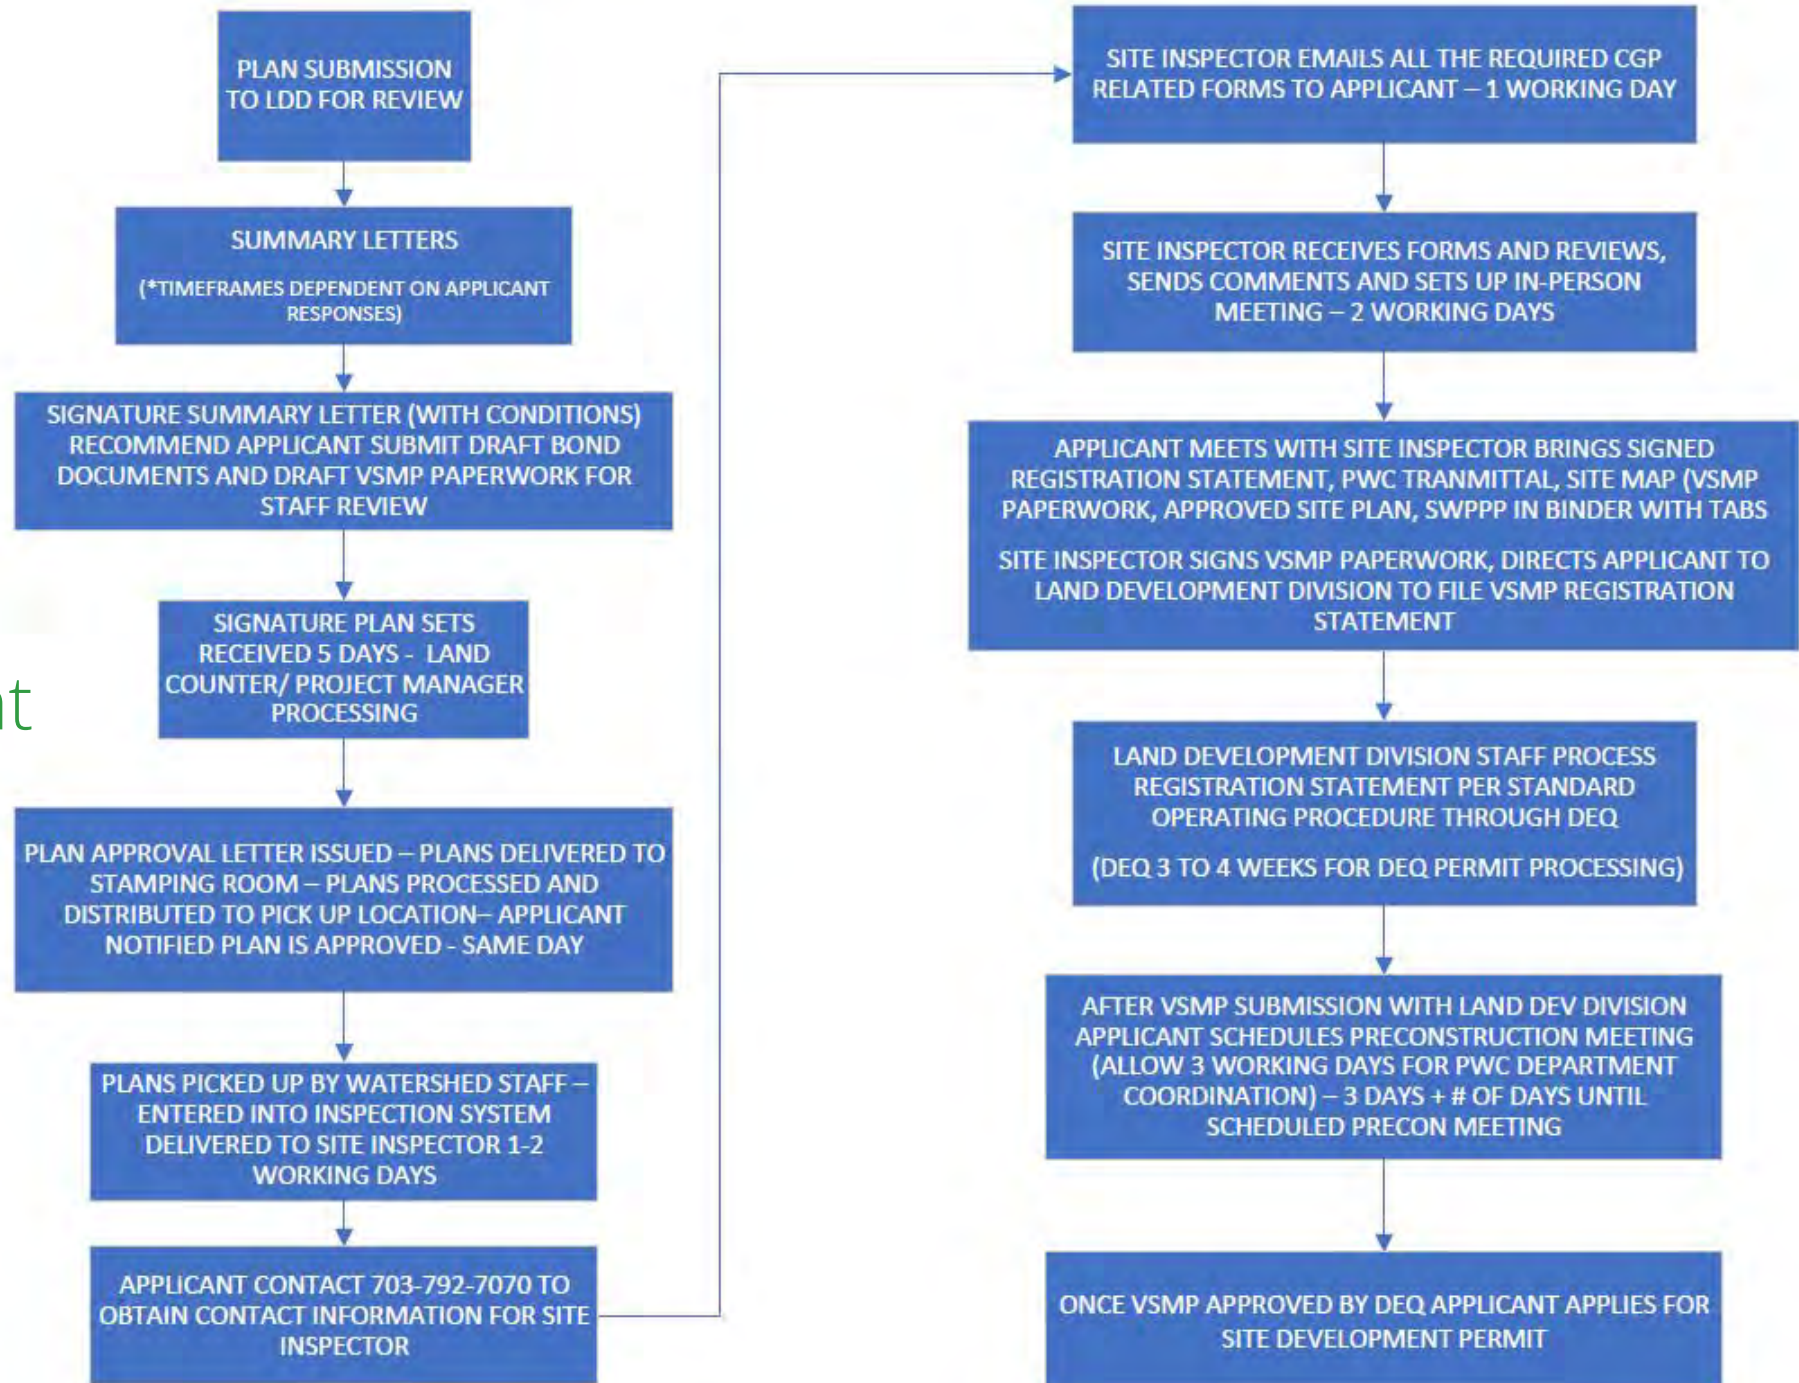 PLAN SUBMISSION
TO LDD FOR REVIEW
SUMMARY LETTERS
(*TIMEFRAMES DEPENDENT ON APPLICANT
RESPONSES)
SIGNATURE SUMMARY LETTER (WITH CONDITIONS)
RECOMMEND APPLICANT SUBMIT DRAFT BOND
DOCUMENTS AND DRAFT VSMP PAPERWORK FOR
STAFF REVIEW
SIGNATURE PLAN SETS
RECEIVED 5 DAYS - LAND
COUNTER/ PROJECT MANAGER
PROCESSING
nt
PLAN APPROVAL LETTER ISSUED – PLANS DELIVERED TO
STAMPING ROOM – PLANS PROCESSED AND
DISTRIBUTED TO PICK UP LOCATION– APPLICANT
NOTIFIED PLAN IS APPROVED - SAME DAY
PLANS PICKED UP BY WATERSHED STAFF –
ENTERED INTO INSPECTION SYSTEM
DELIVERED TO SITE INSPECTOR 1-2
WORKING DAYS
APPLICANT CONTACT 703-792-7070 TO
OBTAIN CONTACT INFORMATION FOR SITE
INSPECTOR
SITE INSPECTOR EMAILS ALL THE REQUIRED CGP
RELATED FORMS TO APPLICANT – 1 WORKING DAY
SITE INSPECTOR RECEIVES FORMS AND REVIEWS,
SENDS COMMENTS AND SETS UP IN-PERSON
MEETING – 2 WORKING DAYS
APPLICANT MEETS WITH SITE INSPECTOR BRINGS SIGNED
REGISTRATION STATEMENT, PWC TRANMITTAL, SITE MAP (VSMP
PAPERWORK, APPROVED SITE PLAN, SWPPP IN BINDER WITH TABS
SITE INSPECTOR SIGNS VSMP PAPERWORK, DIRECTS APPLICANT TO
LAND DEVELOPMENT DIVISION TO FILE VSMP REGISTRATION
STATEMENT
LAND DEVELOPMENT DIVISION STAFF PROCESS
REGISTRATION STATEMENT PER STANDARD
OPERATING PROCEDURE THROUGH DEQ
(DEQ 3 TO 4 WEEKS FOR DEQ PERMIT PROCESSING)
AFTER VSMP SUBMISSION WITH LAND DEV DIVISION
APPLICANT SCHEDULES PRECONSTRUCTION MEETING
(ALLOW 3 WORKING DAYS FOR PWC DEPARTMENT
COORDINATION) – 3 DAYS + # OF DAYS UNTIL
SCHEDULED PRECON MEETING
ONCE VSMP APPROVED BY DEQ APPLICANT APPLIES FOR
SITE DEVELOPMENT PERMIT